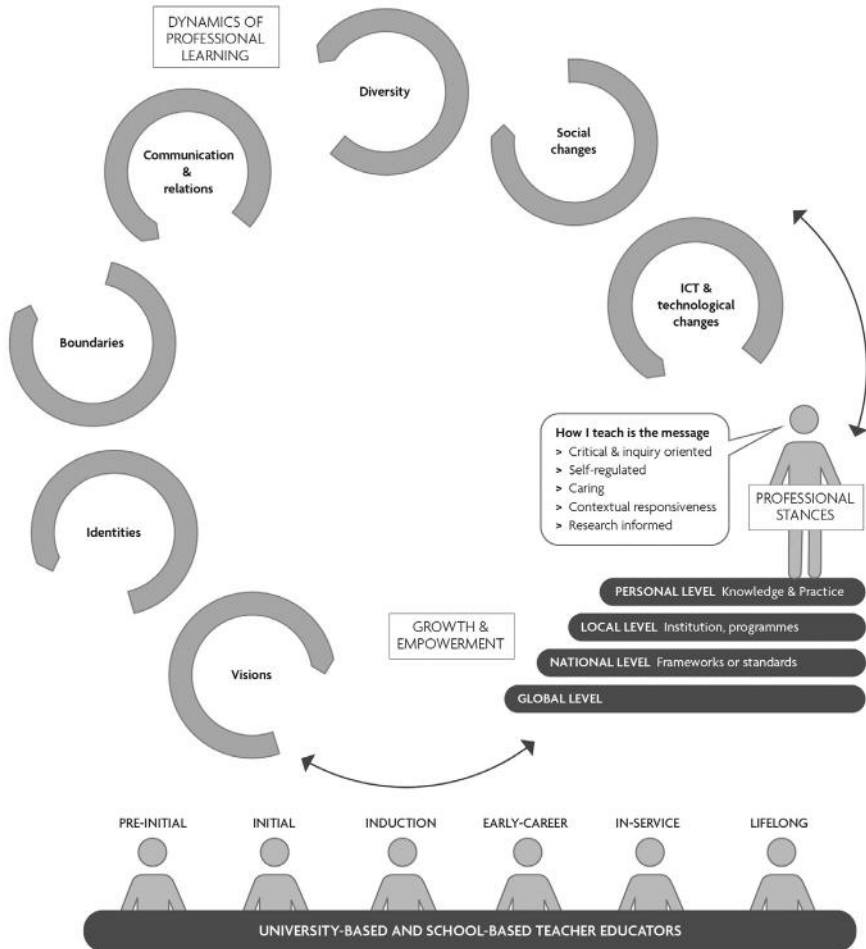 DYNAMICS OF
PROFESSIONAL
LEARNING
Diversity
Social
changes
Communication
&
relations
ICT &
technological
changes
Boundaries
How I teach is the message
> Critical & inquiry oriented
> Self-regulated
> Caring
> Contextual responsiveness
> Research informed
PROFESSIONAL
STANCES
Identities
PERSONAL LEVEL Knowledge & Practice
LOCAL LEVEL Institution, programmes
NATIONAL LEVEL Frameworks or standards
GLOBAL LEVEL
GROWTH &
EMPOWERMENT
Visions
PRE-INITIAL
INITIAL
INDUCTION
EARLY-CAREER
IN-SERVICE
LIFELONG
UNIVERSITY-BASED AND SCHOOL-BASED TEACHER EDUCATORS